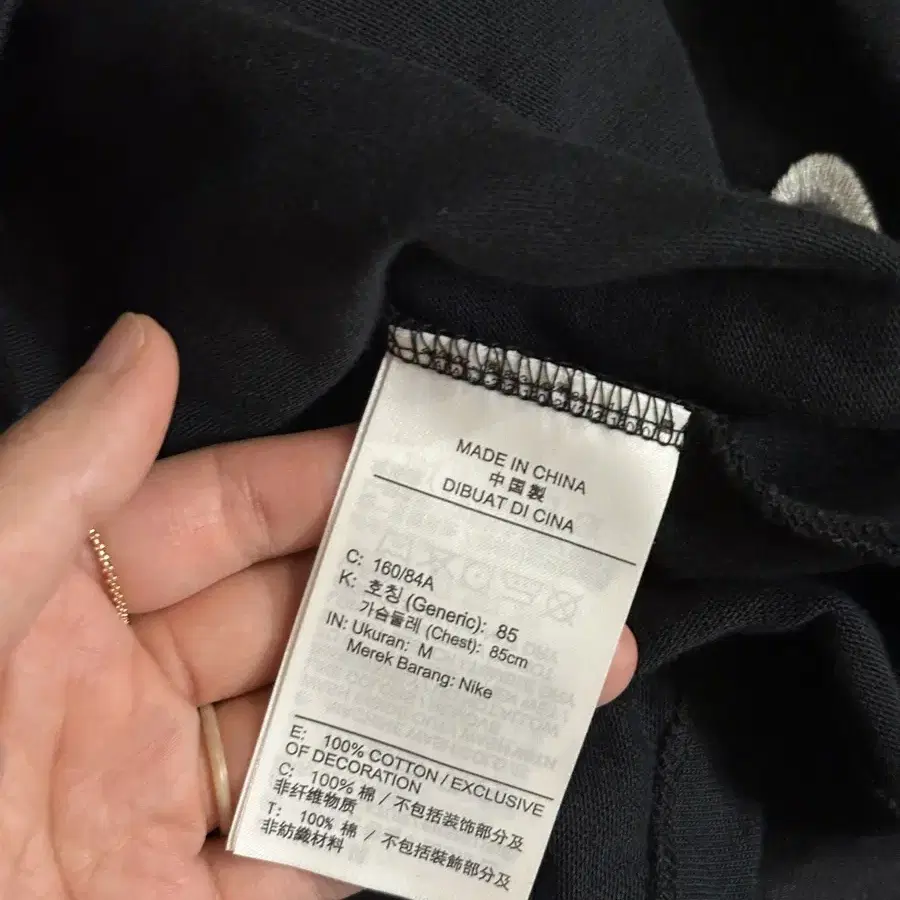 MADE IN CHINA
中国製
DIBUAT DI CINA
C: 160/84A
K: 호칭 (Generic): 85
가슴둘레 (Chest): 85cm
IN: Ukuran: M
Merek Barang: Nike
E: 100% COTTON / EXCLUSIVE
OF DECORATION
C: 100% 棉 / 不包括装饰部分及
非纤维物质
T: 100% 棉 / 不包括裝飾部分及
非紡織材料